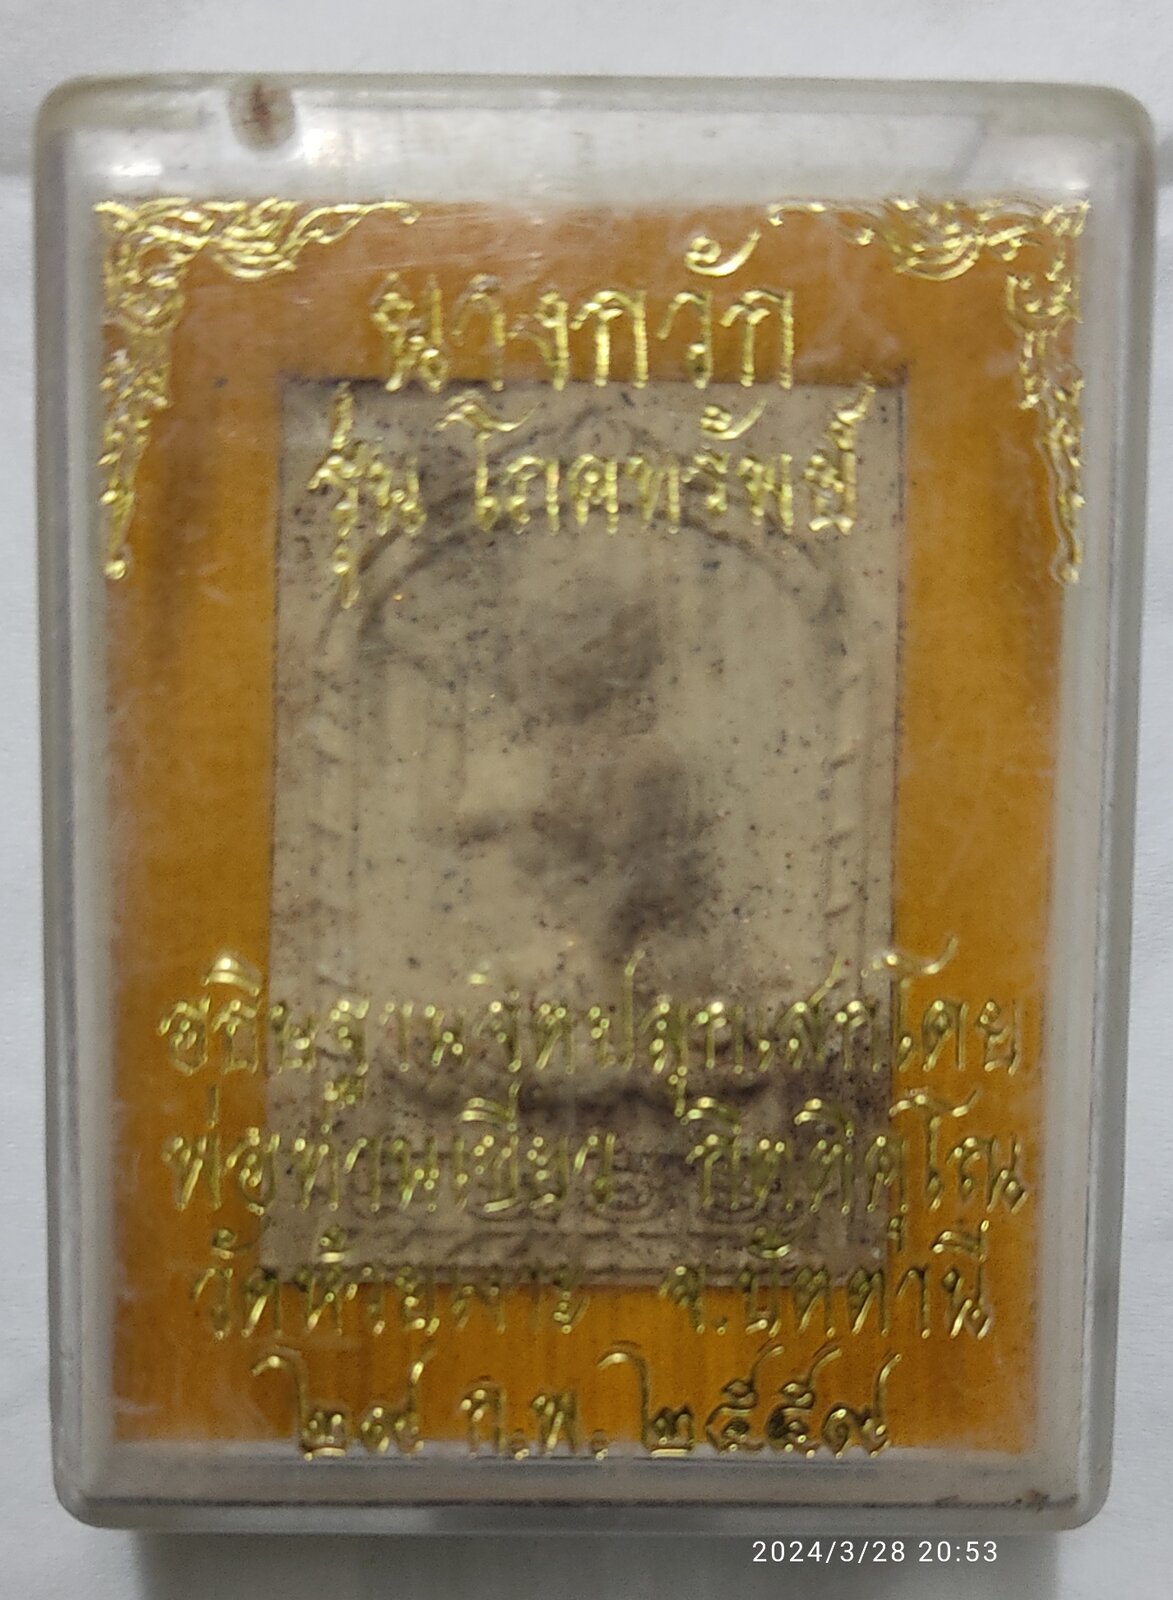 นางกวัก
รุ่น โภคทรัพย์
อธิษฐานจิตปลุกเสกโดย
พ่อท่านเขียว กิตติคุโณ
วัดห้วยเงาะ จ.ปัตตานี
๒๙ ก.พ. ๒๕๕๙
2024/3/28 20:53